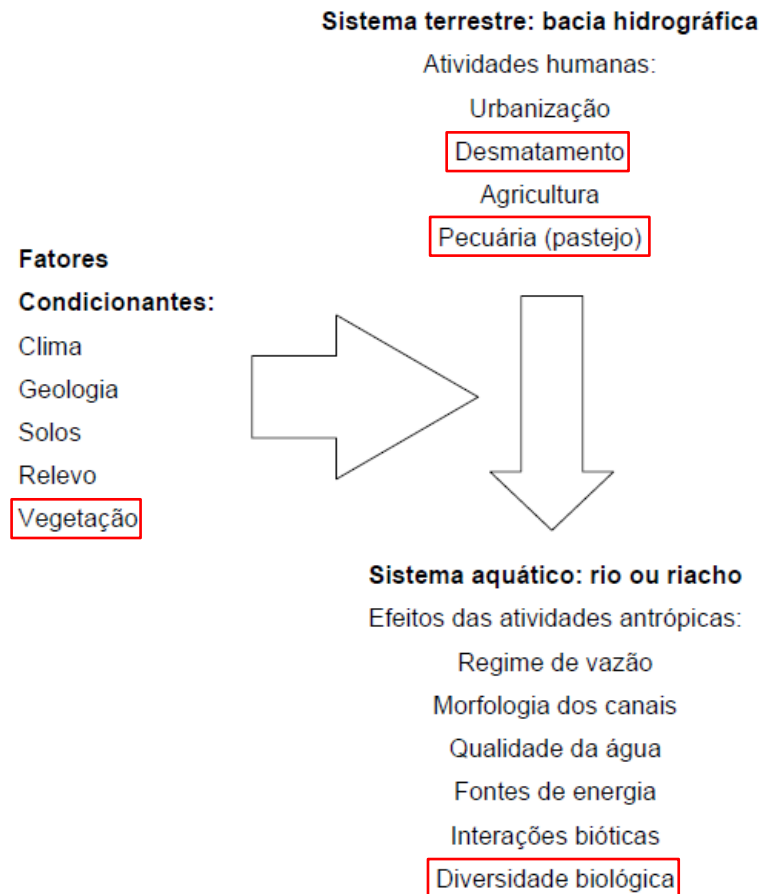 Sistema terrestre: bacia hidrográfica
Atividades humanas:
Urbanização
Desmatamento
Agricultura
Pecuária (pastejo)
Fatores
Condicionantes:
Clima
Geologia
Solos
Relevo
Vegetação
Sistema aquático: rio ou riacho
Efeitos das atividades antrópicas:
Regime de vazão
Morfologia dos canais
Qualidade da água
Fontes de energia
Interações bióticas
Diversidade biológica